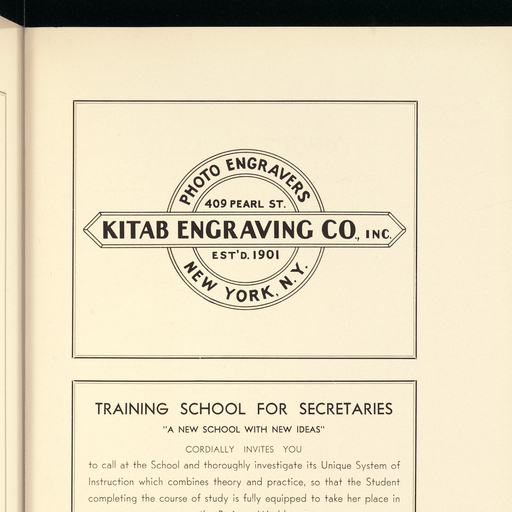 PHOTO ENGRAVERS
409 PEARL ST.
KITAB ENGRAVING CO., INC.
EST'D. 1901
NEW YORK, N.Y.
TRAINING SCHOOL FOR SECRETARIES
"A NEW SCHOOL WITH NEW IDEAS"
CORDIALLY INVITES YOU
to call at the School and thoroughly investigate its Unique System of
Instruction which combines theory and practice, so that the Student
completing the course of study is fully equipped to take her place in